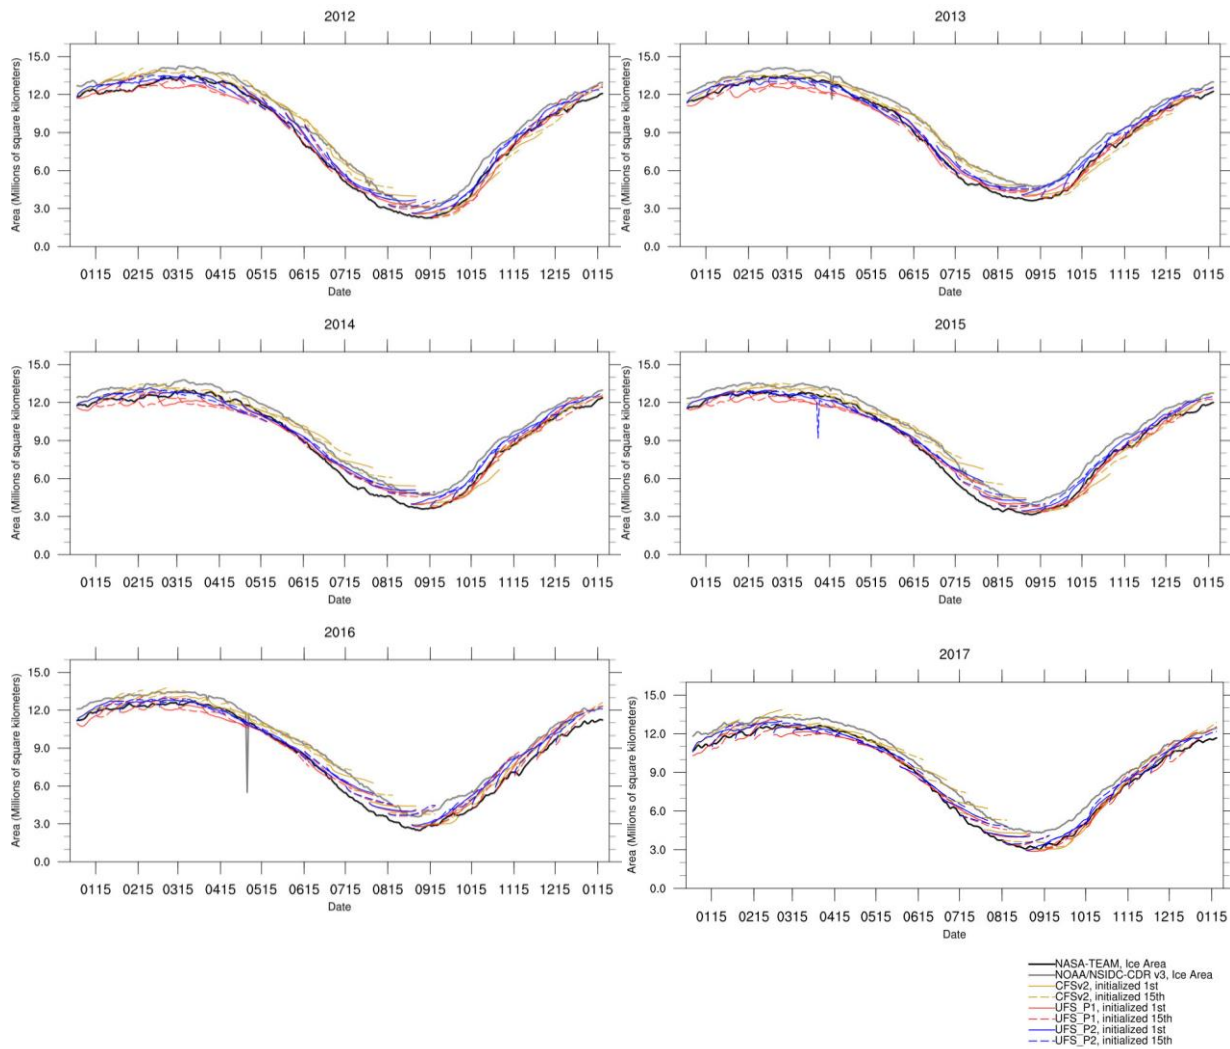 2012
15.0
12.0
9.0
6.0
3.0
0.0
Area (Millions of square kilometers)
0115 0215 0315 0415 0515 0615 0715 0815 0915 1015 1115 1215 0115
Date
2013
15.0
12.0
9.0
6.0
3.0
0.0
Area (Millions of square kilometers)
0115 0215 0315 0415 0515 0615 0715 0815 0915 1015 1115 1215 0115
Date
2014
15.0
12.0
9.0
6.0
3.0
0.0
Area (Millions of square kilometers)
0115 0215 0315 0415 0515 0615 0715 0815 0915 1015 1115 1215 0115
Date
2015
15.0
12.0
9.0
6.0
3.0
0.0
Area (Millions of square kilometers)
0115 0215 0315 0415 0515 0615 0715 0815 0915 1015 1115 1215 0115
Date
2016
15.0
12.0
9.0
6.0
3.0
0.0
Area (Millions of square kilometers)
0115 0215 0315 0415 0515 0615 0715 0815 0915 1015 1115 1215 0115
Date
2017
15.0
12.0
9.0
6.0
3.0
0.0
Area (Millions of square kilometers)
0115 0215 0315 0415 0515 0615 0715 0815 0915 1015 1115 1215 0115
Date
NASA-TEAM, Ice Area
NOAA/NSIDC-CDR v3, Ice Area
CFSv2, initialized 1st
CFSv2, initialized 15th
UFS_P1, initialized 1st
UFS_P1, initialized 15th
UFS_P2, initialized 1st
UFS_P2, initialized 15th